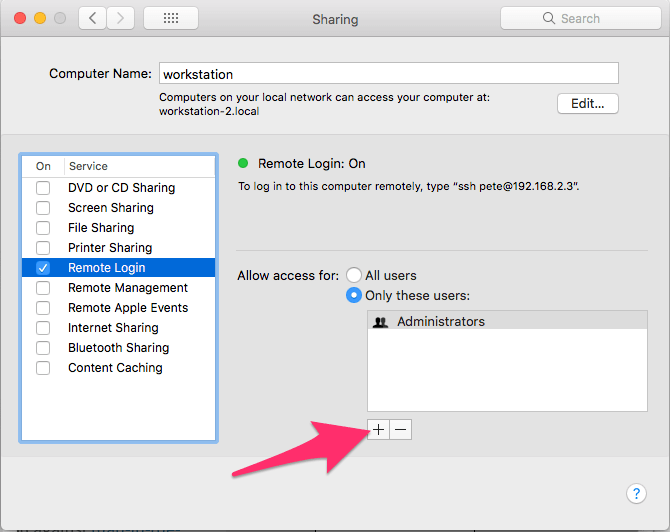 Sharing
Search
Computer Name:
workstation
Computers on your local network can access your computer at:
workstation-2.local
Edit...
On
Service
DVD or CD Sharing
Screen Sharing
File Sharing
Printer Sharing
Remote Login
Remote Management
Remote Apple Events
Internet Sharing
Bluetooth Sharing
Content Caching
Remote Login: On
To log in to this computer remotely, type “ssh pete@192.168.2.3”.
Allow access for:
All users
Only these users:
Administrators
+ −
?